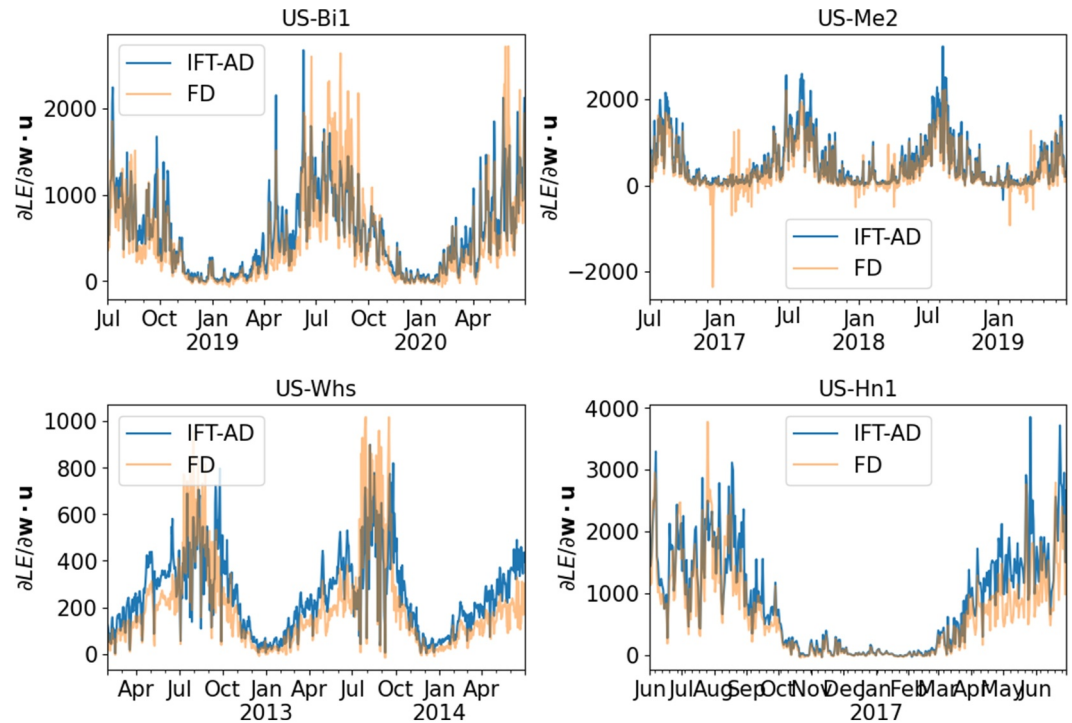 US-Bi1
IFT-AD
FD
2000
1000
0
∂LE/∂w · u
Jul Oct Jan Apr Jul Oct Jan Apr
2019 2020
US-Me2
2000
0
−2000
∂LE/∂w · u
IFT-AD
FD
Jul Jan Jul Jan Jul Jan
2017 2018 2019
US-Whs
IFT-AD
FD
1000
800
600
400
200
0
∂LE/∂w · u
Apr Jul Oct Jan Apr Jul Oct Jan Apr
2013 2014
US-Hn1
IFT-AD
FD
4000
3000
2000
1000
0
∂LE/∂w · u
Jun Jul Aug Sep Oct Nov Dec Jan Feb Mar Apr May Jun
2017